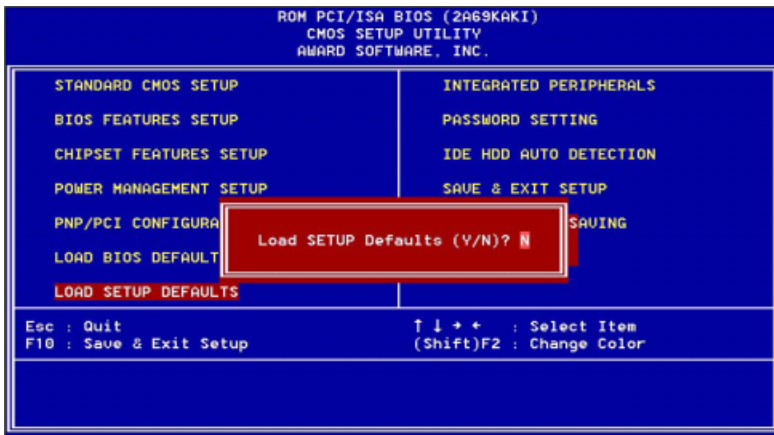 ROM PCI/ISA BIOS (2A69KAKI)
CMOS SETUP UTILITY
AWARD SOFTWARE, INC.
STANDARD CMOS SETUP
BIOS FEATURES SETUP
CHIPSET FEATURES SETUP
POWER MANAGEMENT SETUP
PNP/PCI CONFIGURA
LOAD BIOS DEFAULT
LOAD SETUP DEFAULTS
INTEGRATED PERIPHERALS
PASSWORD SETTING
IDE HDD AUTO DETECTION
SAVE & EXIT SETUP
SAVING
Load SETUP Defaults (Y/N)? N
Esc : Quit
F10 : Save & Exit Setup
↑ ↓ → ← : Select Item
(Shift)F2 : Change Color